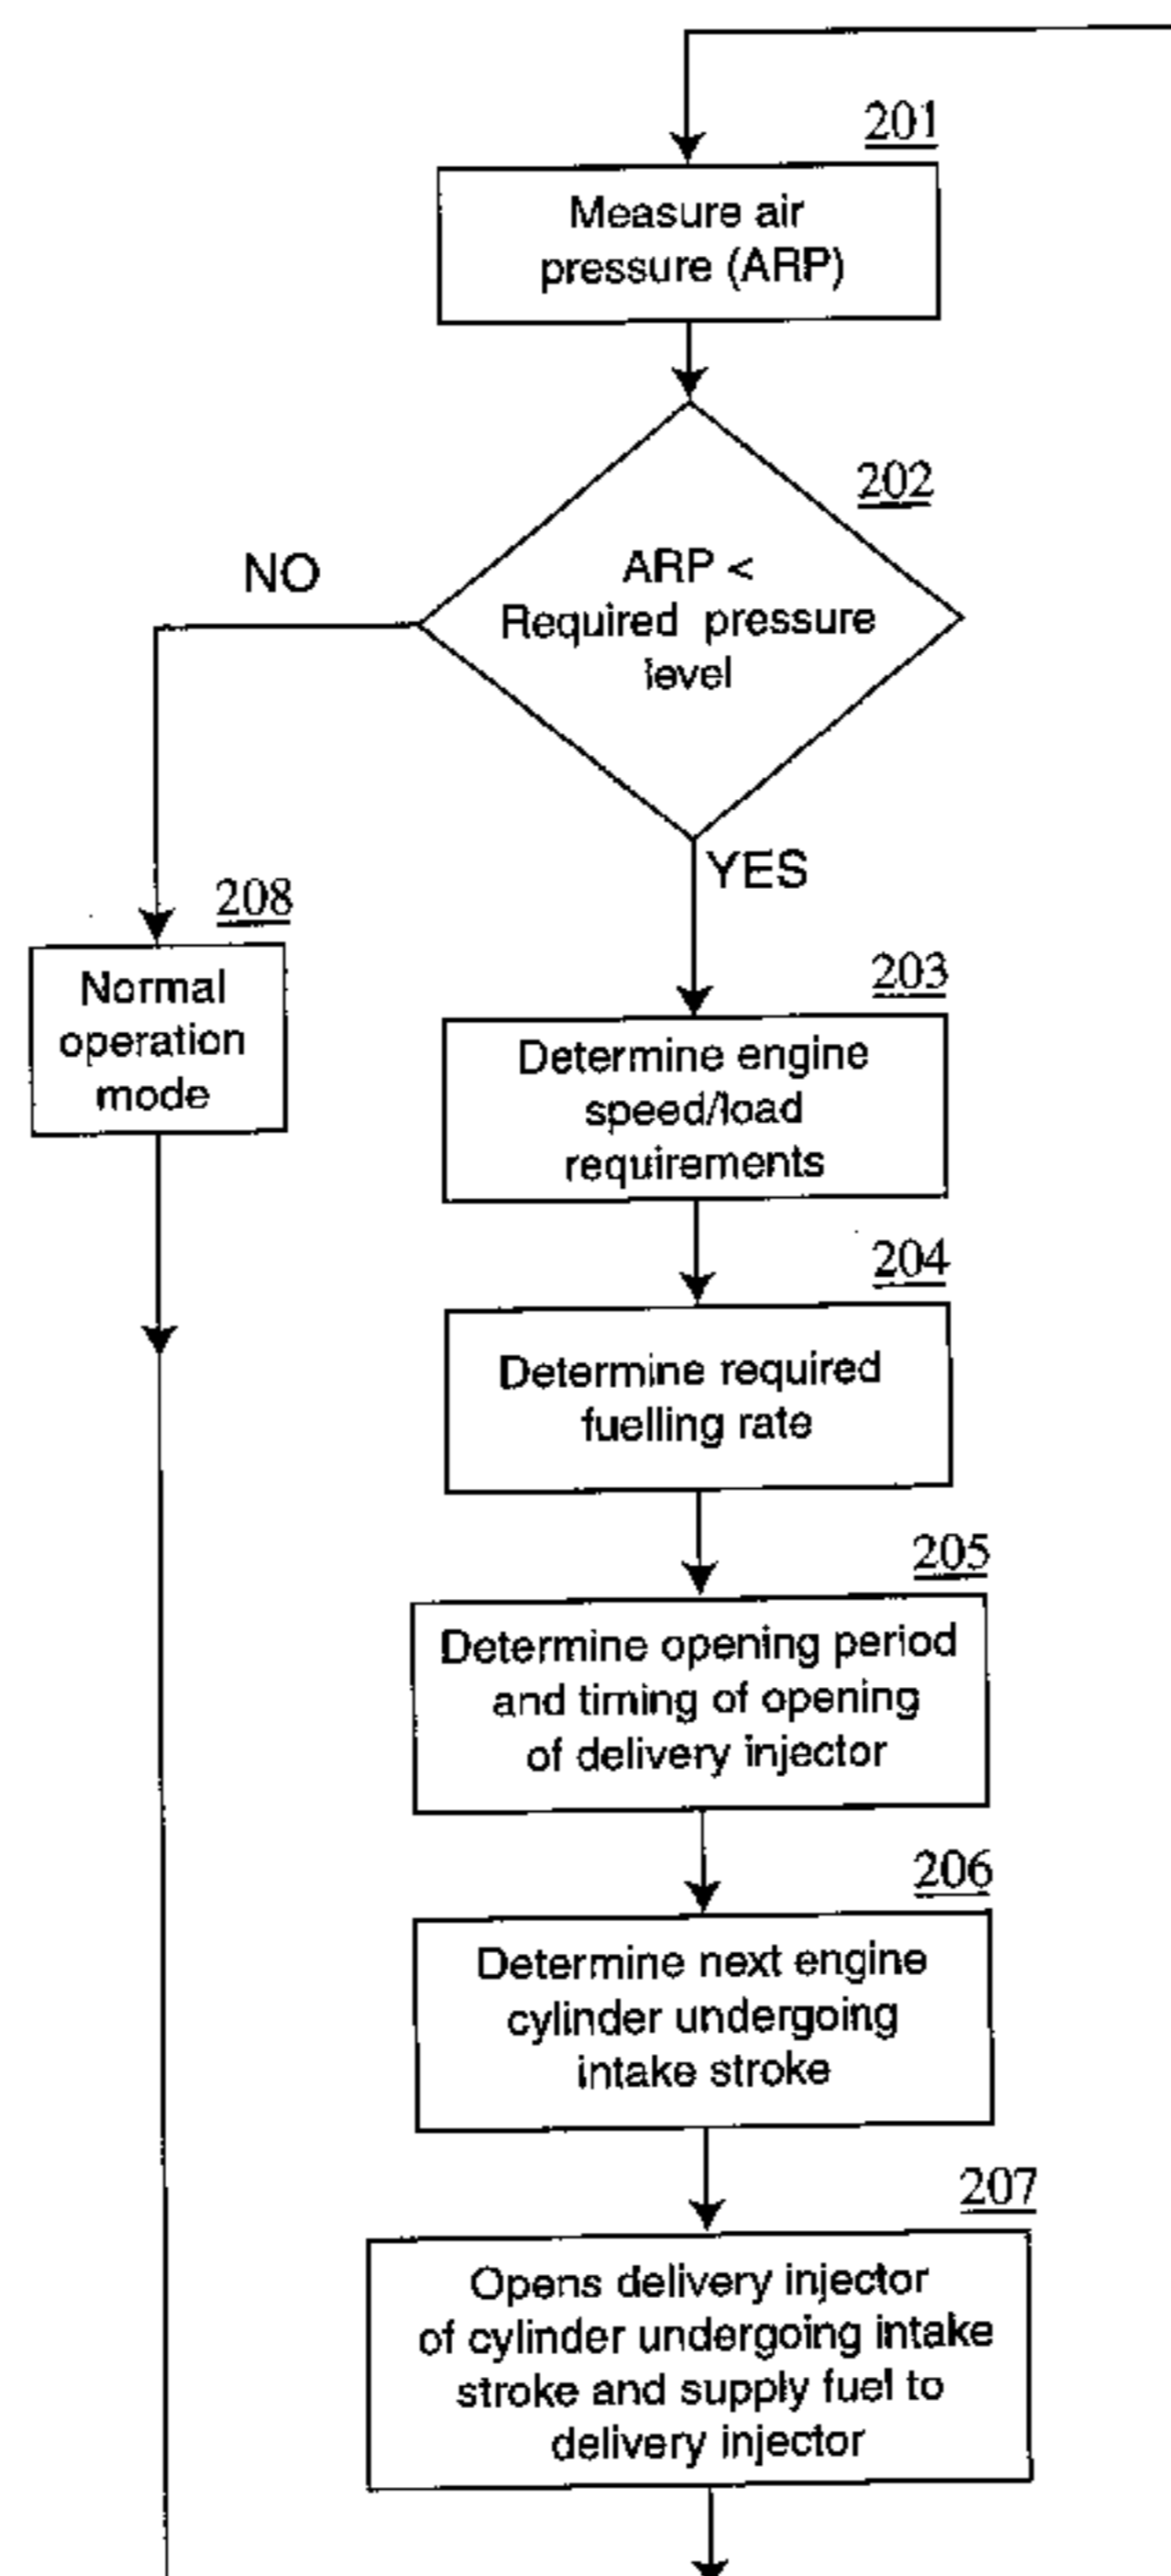 201
Measure air
pressure (ARP)
202
ARP <
Required pressure
level
NO
YES
208
Normal
operation
mode
203
Determine engine
speed/load
requirements
204
Determine required
fuelling rate
205
Determine opening period
and timing of opening
of delivery injector
206
Determine next engine
cylinder undergoing
intake stroke
207
Opens delivery injector
of cylinder undergoing intake
stroke and supply fuel to
delivery injector